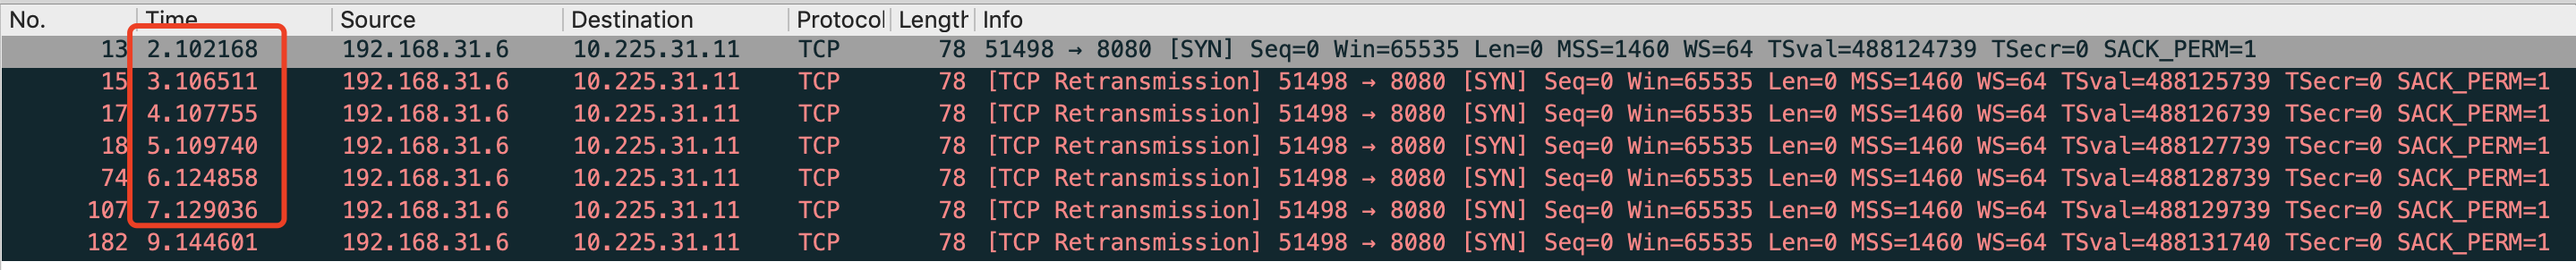 No. Time Source Destination Protocol Length Info
13 2.102168 192.168.31.6 10.225.31.11 TCP 78 51498 → 8080 [SYN] Seq=0 Win=65535 Len=0 MSS=1460 WS=64 TSval=488124739 TSecr=0 SACK_PERM=1
15 3.106511 192.168.31.6 10.225.31.11 TCP 78 [TCP Retransmission] 51498 → 8080 [SYN] Seq=0 Win=65535 Len=0 MSS=1460 WS=64 TSval=488125739 TSecr=0 SACK_PERM=1
17 4.107755 192.168.31.6 10.225.31.11 TCP 78 [TCP Retransmission] 51498 → 8080 [SYN] Seq=0 Win=65535 Len=0 MSS=1460 WS=64 TSval=488126739 TSecr=0 SACK_PERM=1
18 5.109740 192.168.31.6 10.225.31.11 TCP 78 [TCP Retransmission] 51498 → 8080 [SYN] Seq=0 Win=65535 Len=0 MSS=1460 WS=64 TSval=488127739 TSecr=0 SACK_PERM=1
74 6.124858 192.168.31.6 10.225.31.11 TCP 78 [TCP Retransmission] 51498 → 8080 [SYN] Seq=0 Win=65535 Len=0 MSS=1460 WS=64 TSval=488128739 TSecr=0 SACK_PERM=1
107 7.129036 192.168.31.6 10.225.31.11 TCP 78 [TCP Retransmission] 51498 → 8080 [SYN] Seq=0 Win=65535 Len=0 MSS=1460 WS=64 TSval=488129739 TSecr=0 SACK_PERM=1
182 9.144601 192.168.31.6 10.225.31.11 TCP 78 [TCP Retransmission] 51498 → 8080 [SYN] Seq=0 Win=65535 Len=0 MSS=1460 WS=64 TSval=488131740 TSecr=0 SACK_PERM=1